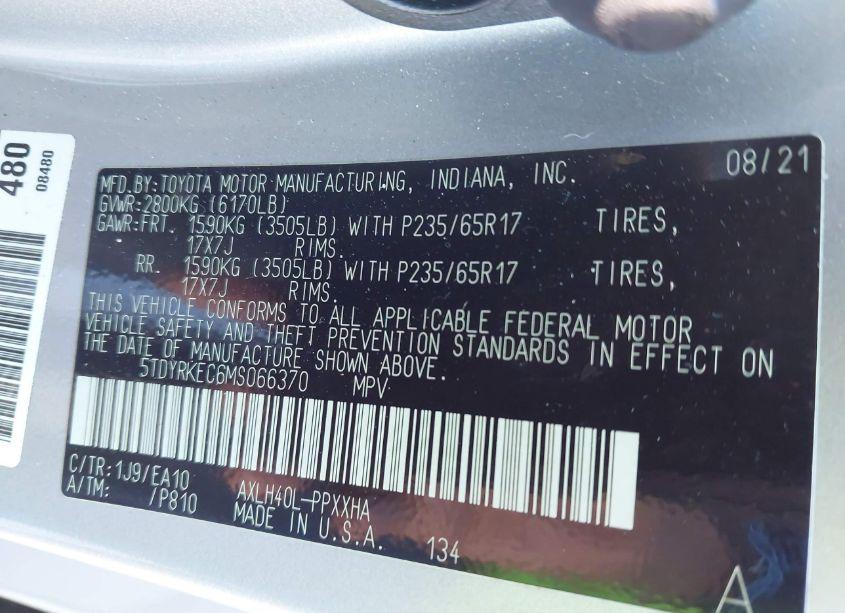 480
08480
MFD.BY:TOYOTA MOTOR MANUFACTURING, INDIANA, INC. 08/21
GVWR:2800KG (6170LB)
GAWR:FRT. 1590KG (3505LB) WITH P235/65R17 TIRES,
17X7J RIMS.
RR. 1590KG (3505LB) WITH P235/65R17 TIRES,
17X7J RIMS.
THIS VEHICLE CONFORMS TO ALL APPLICABLE FEDERAL MOTOR
VEHICLE SAFETY AND THEFT PREVENTION STANDARDS IN EFFECT ON
THE DATE OF MANUFACTURE SHOWN ABOVE.
5TDYRKEC6MS066370 MPV
C/TR:1J9/EA10
A/TM: /P810
AXLH40L-PPXXHA
MADE IN U.S.A. 134
A